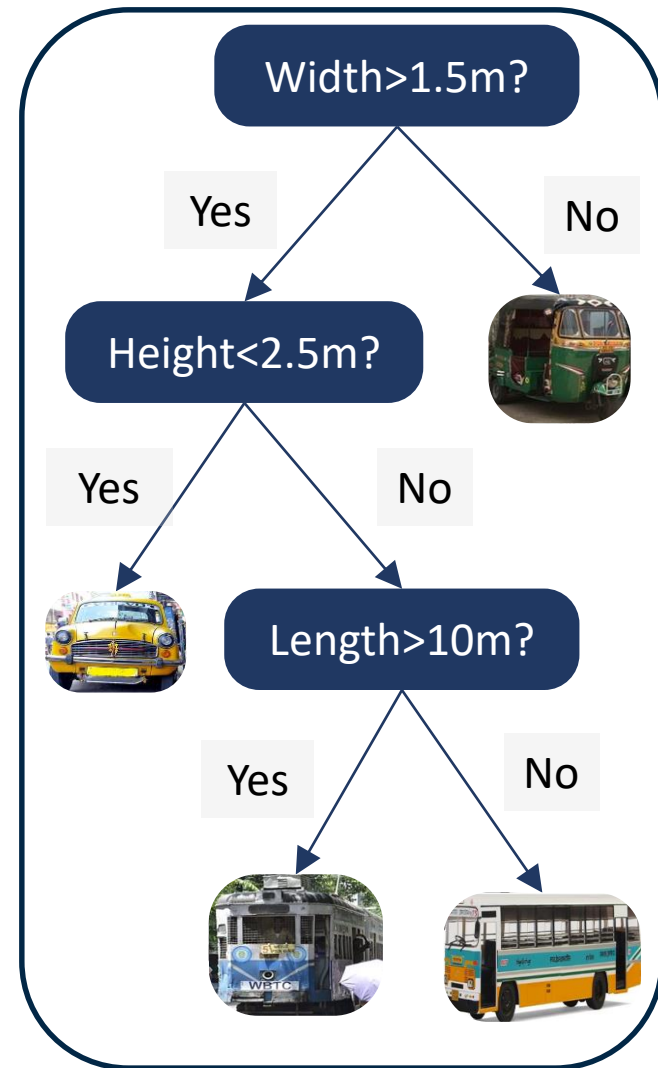 Width>1.5m?
Yes
No
Height<2.5m?
Yes
No
Length>10m?
Yes
No
WBTC